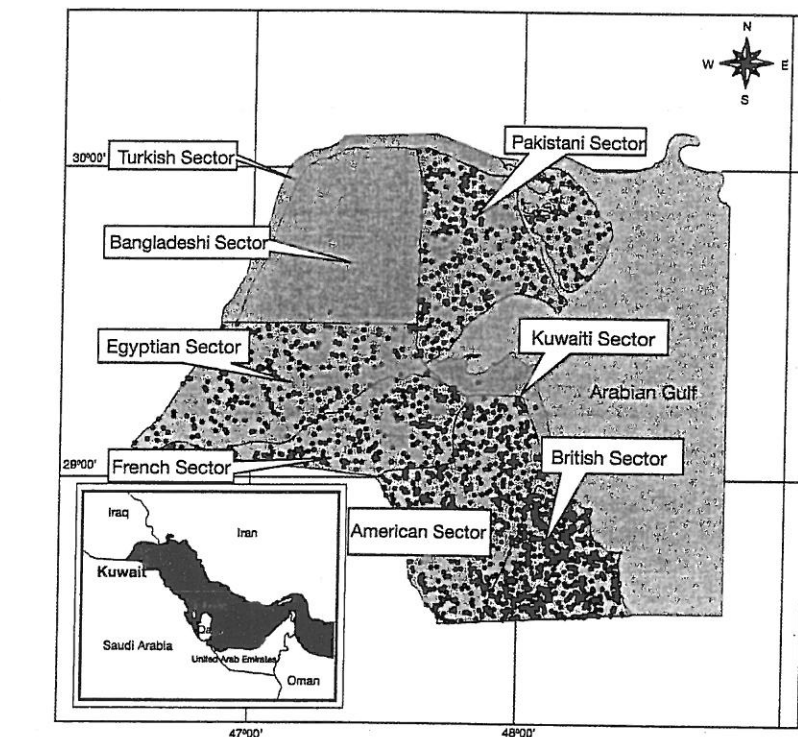 N
W E
S
30°00'
Pakistani Sector
Turkish Sector
Bangladeshi Sector
Egyptian Sector
Kuwaiti Sector
Arabian Gulf
29°00'
French Sector
British Sector
American Sector
Iraq
Iran
Kuwait
Saudi Arabia
United Arab Emirates
Oman
47°00'
48°00'